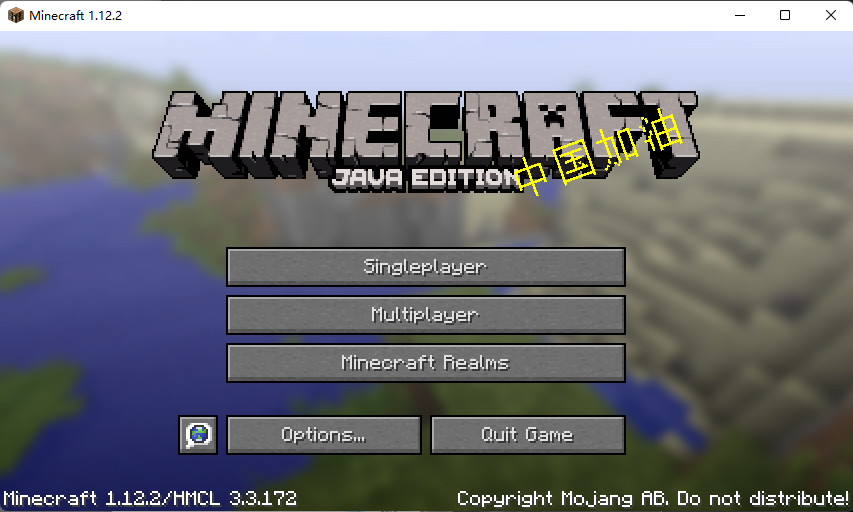 Minecraft 1.12.2
MINECRAFT
JAVA EDITION
中国加油
Singleplayer
Multiplayer
Minecraft Realms
Options...
Quit Game
Minecraft 1.12.2/HMCL 3.3.172
Copyright Mojang AB. Do not distribute!